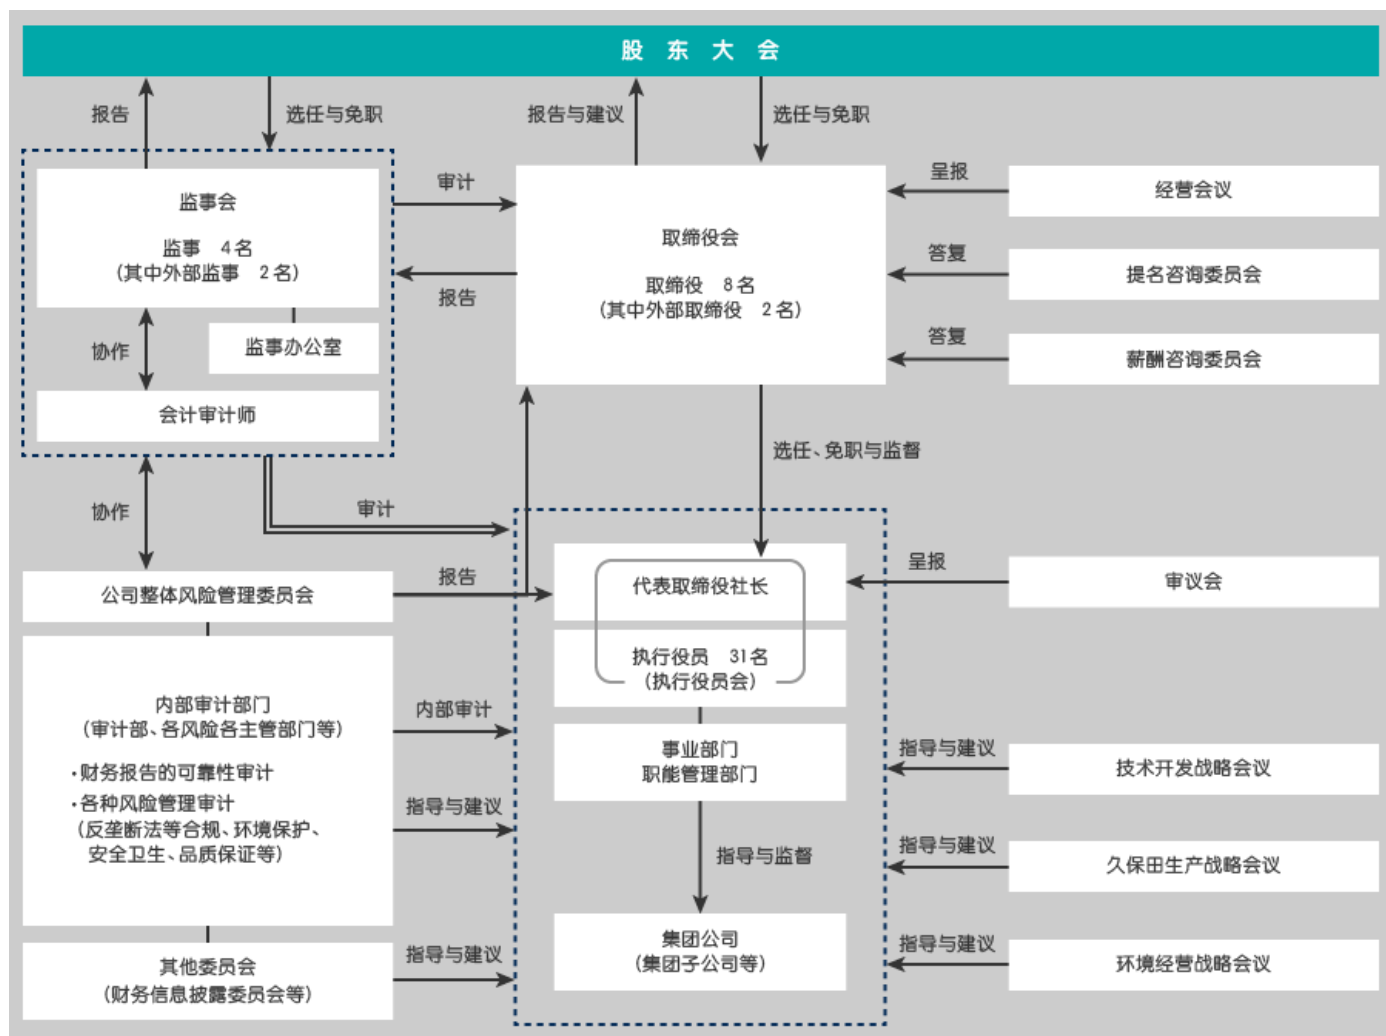 股东大会
报告
选任与免职
报告与建议
选任与免职
监事会
监事 4名
(其中外部监事 2名)
监事办公室
协作
会计审计师
审计
报告
取缔役会
取缔役 8名
(其中外部取缔役 2名)
呈报
经营会议
答复
提名咨询委员会
答复
薪酬咨询委员会
选任、免职与监督
协作
审计
公司整体风险管理委员会
报告
代表取缔役社长
执行役员 31名
(执行役员会)
呈报
审议会
内部审计部门
(审计部、各风险各主管部门等)
·财务报告的可靠性审计
·各种风险管理审计
(反垄断法等合规、环境保护、
安全卫生、品质保证等)
内部审计
指导与建议
事业部门
职能管理部门
指导与监督
集团公司
(集团子公司等)
指导与建议
技术开发战略会议
指导与建议
久保田生产战略会议
指导与建议
环境经营战略会议
其他委员会
(财务信息披露委员会等)
指导与建议